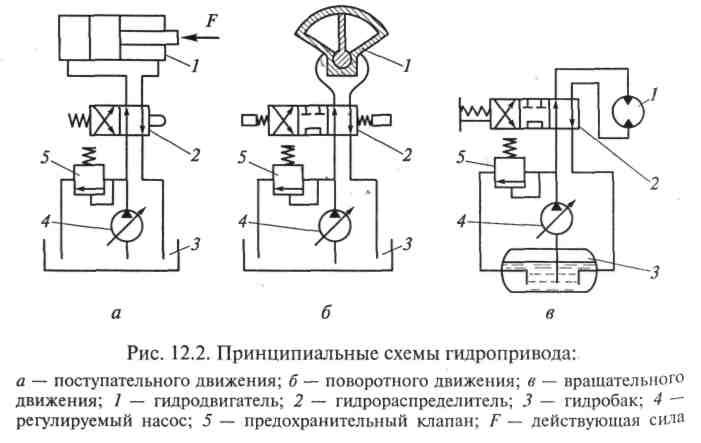 F
1
1
1
2
2
2
5
5
5
4
4
4
3
3
3
а
б
в
Рис. 12.2. Принципиальные схемы гидропривода:
а — поступательного движения; б — поворотного движения; в — вращательного
движения; 1 — гидродвигатель; 2 — гидрораспределитель; 3 — гидробак; 4 —
регулируемый насос; 5 — предохранительный клапан; F — действующая сила